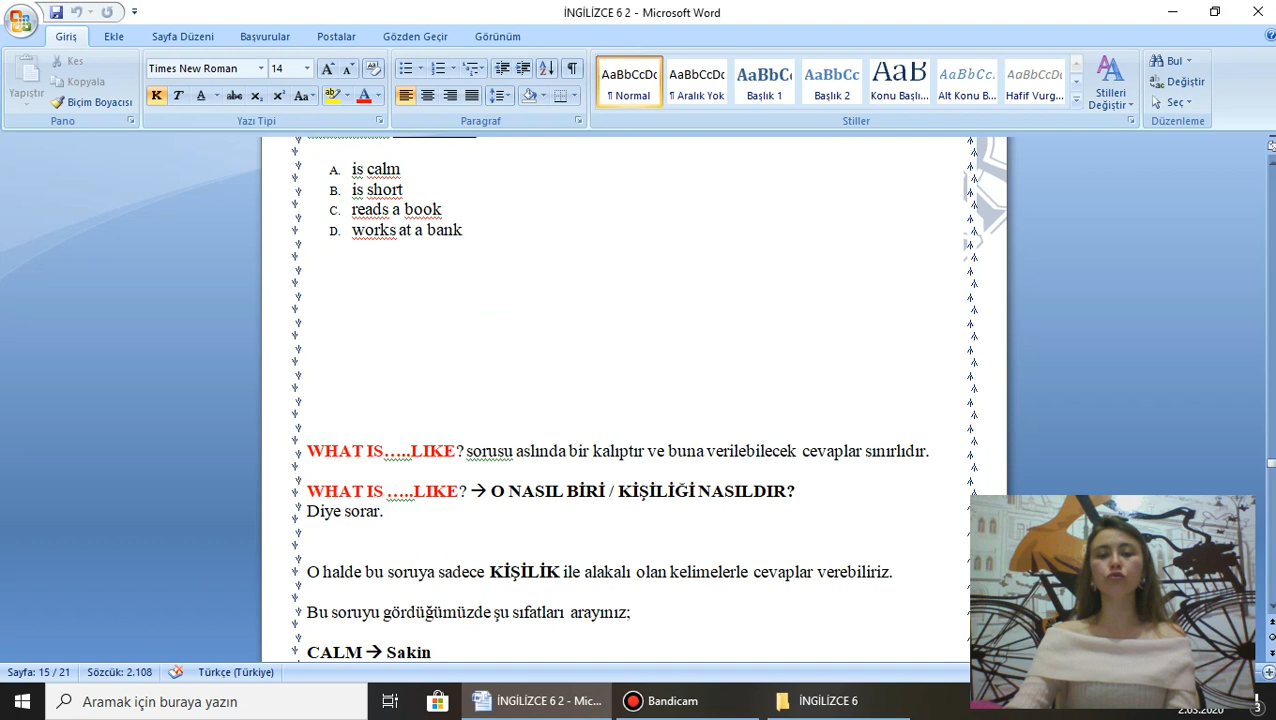 İNGİLİZCE 6 2 - Microsoft Word
Giriş Ekle Sayfa Düzeni Başvurular Postalar Gözden Geçir Görünüm
Yapıştır
Kes
Kopyala
Biçim Boyacısı
Pano
Times New Roman 14
Yazı Tipi
Paragraf
AaBbCcDc AaBbCcDc AaBbCc AaBbCc AaB AaBbCc. AaBbCcDc
¶ Normal ¶ Aralık Yok Başlık 1 Başlık 2 Konu Başlı... Alt Konu B... Hafif Vurg...
Stilleri Değiştir
Stiller
Bul
Değiştir
Seç
Düzenleme
A. is calm
B. is short
C. reads a book
D. works at a bank
WHAT IS…..LIKE? sorusu aslında bir kalıptır ve buna verilebilecek cevaplar sınırlıdır.
WHAT IS …..LIKE? → O NASIL BİRİ / KİŞİLİĞİ NASILDIR?
Diye sorar.
O halde bu soruya sadece KİŞİLİK ile alakalı olan kelimelerle cevaplar verebiliriz.
Bu soruyu gördüğümüzde şu sıfatları arayınız;
CALM → Sakin
Sayfa: 15 / 21 Sözcük: 2.108 Türkçe (Türkiye)
Aramak için buraya yazın
İNGİLİZCE 6 2 - Mic...
Bandicam
İNGİLİZCE 6
2.03.2020
3